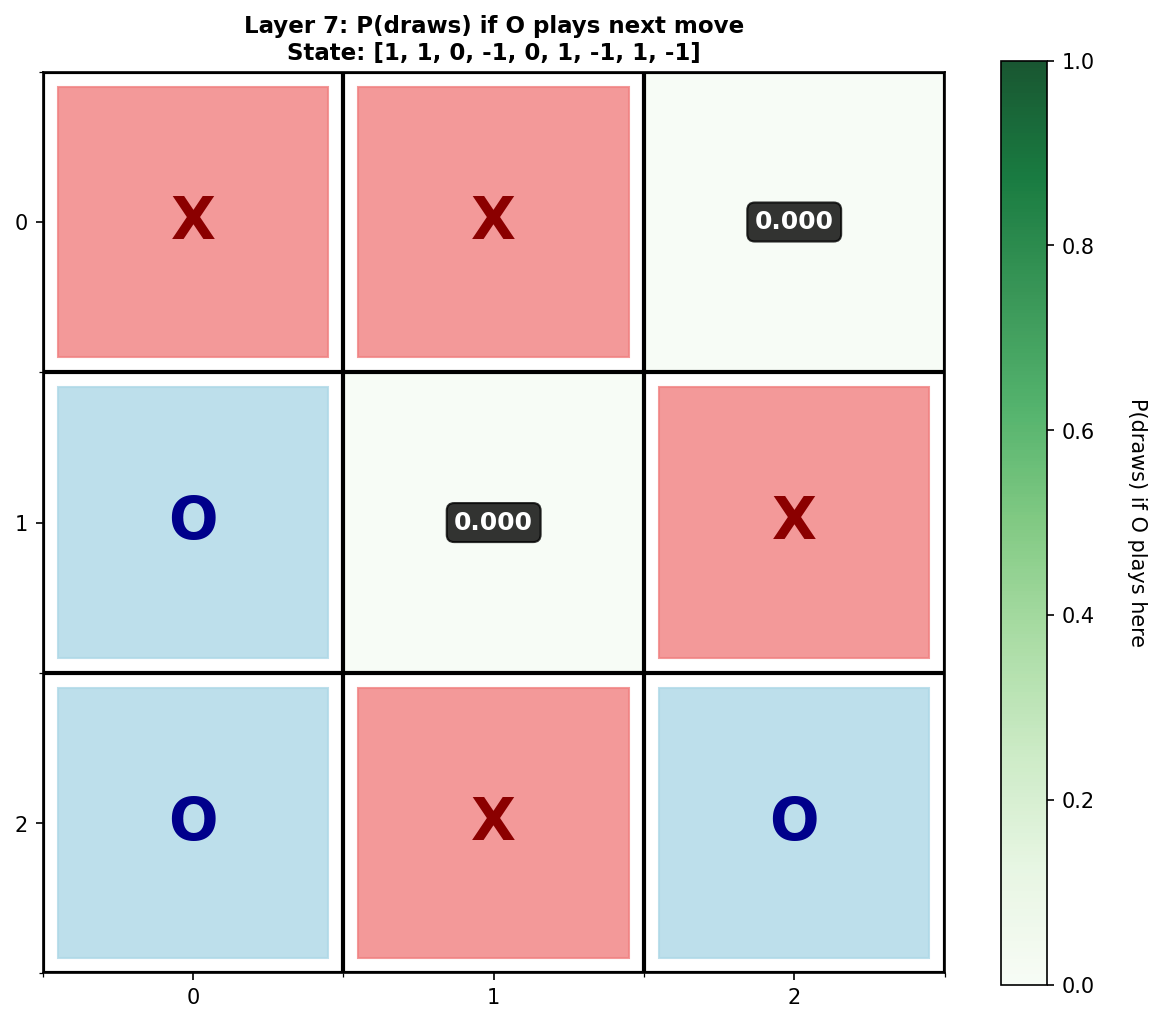 Layer 7: P(draws) if O plays next move
State: [1, 1, 0, -1, 0, 1, -1, 1, -1]
1.0
0.8
0.6
0.4
0.2
0.0
P(draws) if O plays here
0
X
X
0.000
1
O
0.000
X
2
O
X
O
0
1
2